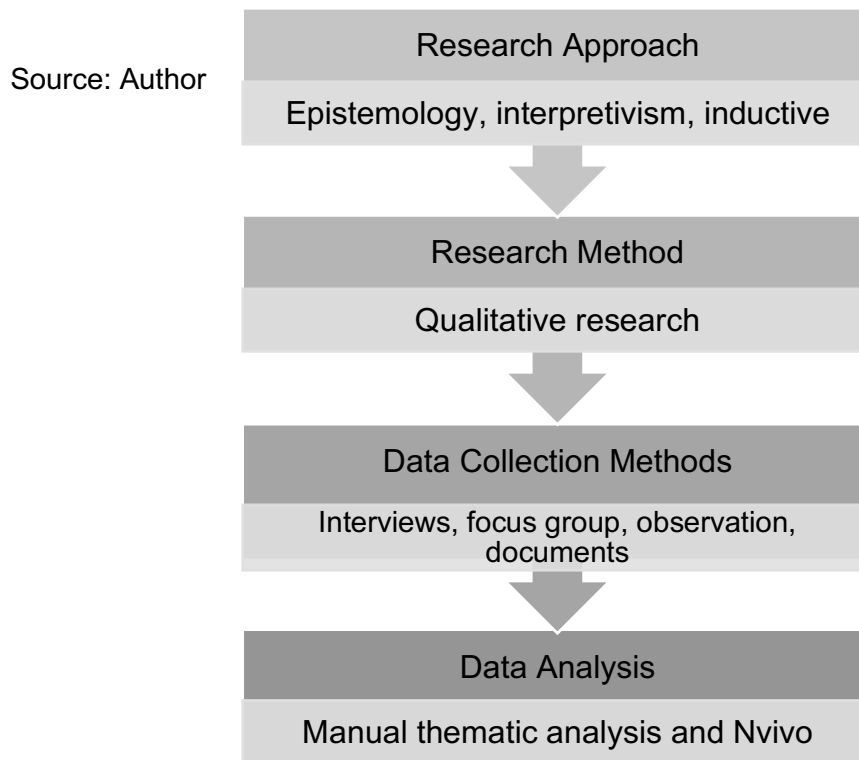 Research Approach
Source: Author
Epistemology, interpretivism, inductive
Research Method
Qualitative research
Data Collection Methods
Interviews, focus group, observation,
documents
Data Analysis
Manual thematic analysis and Nvivo